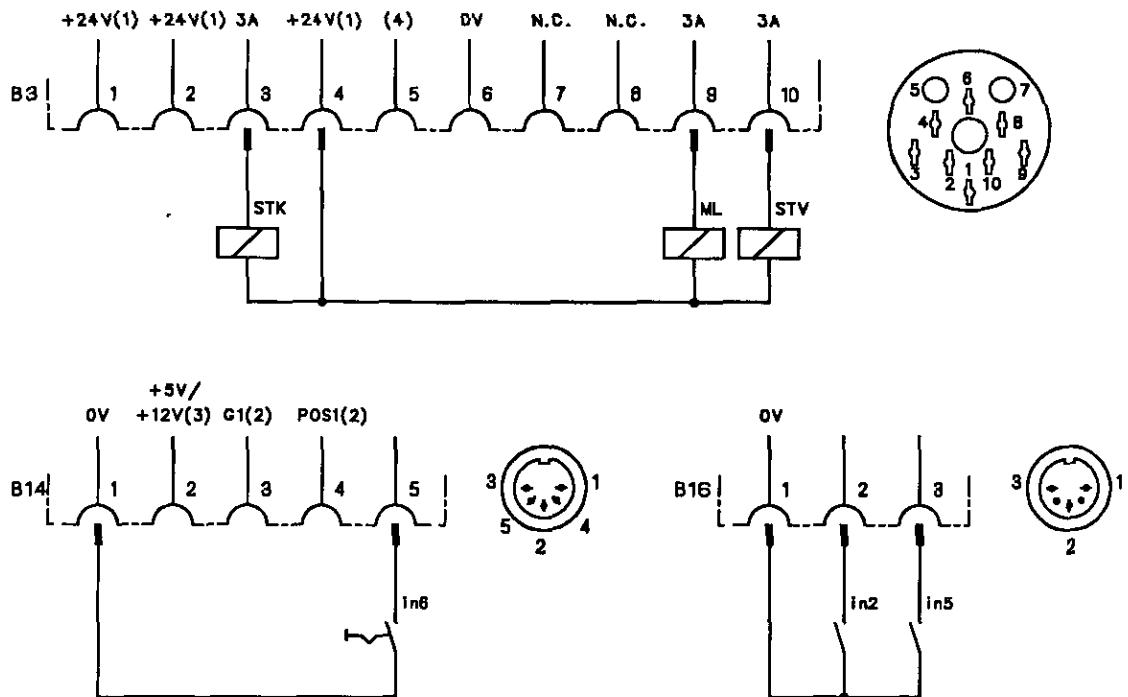 +24V(1) +24V(1) 3A +24V(1) (4) 0V N.C. N.C. 3A 3A
B3 1 2 3 4 5 6 7 8 9 10
STK ML STV
5 6 7
4 8
3 2 1 10 9
+5V/
0V +12V(3) G1(2) POS1(2)
B14 1 2 3 4 5
in6
3 1
5 4
2
0V
B16 1 2 3
in2 in5
3 1
2